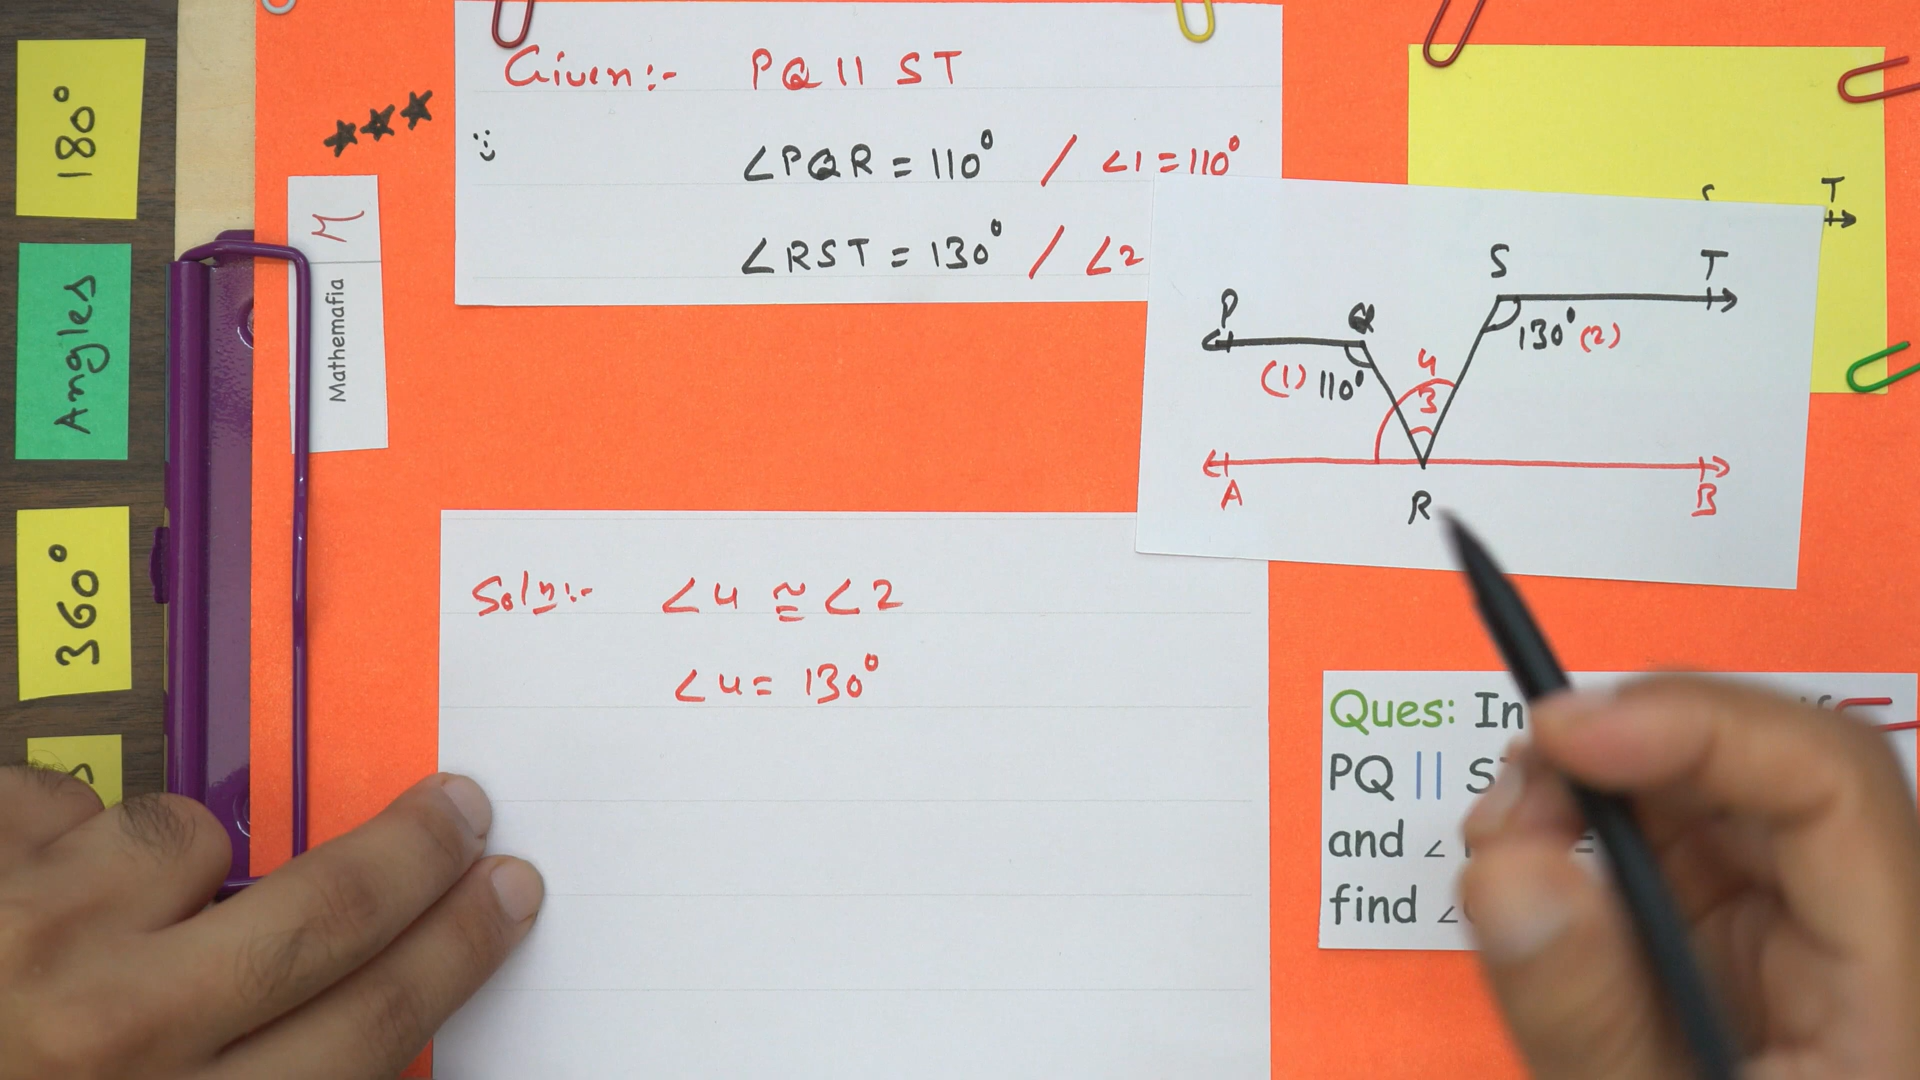 180°
Angles
360°
M
Mathemafia
Given:- PQ || ST
∠PQR = 110° / ∠1 = 110°
∠RST = 130° / ∠2
T
S
T
P
Q
130° (2)
(1) 110°
4
3
A
B
R
Soln:- ∠4 ≅ ∠2
∠4 = 130°
Ques: In if
PQ ||
and ∠ =
find ∠